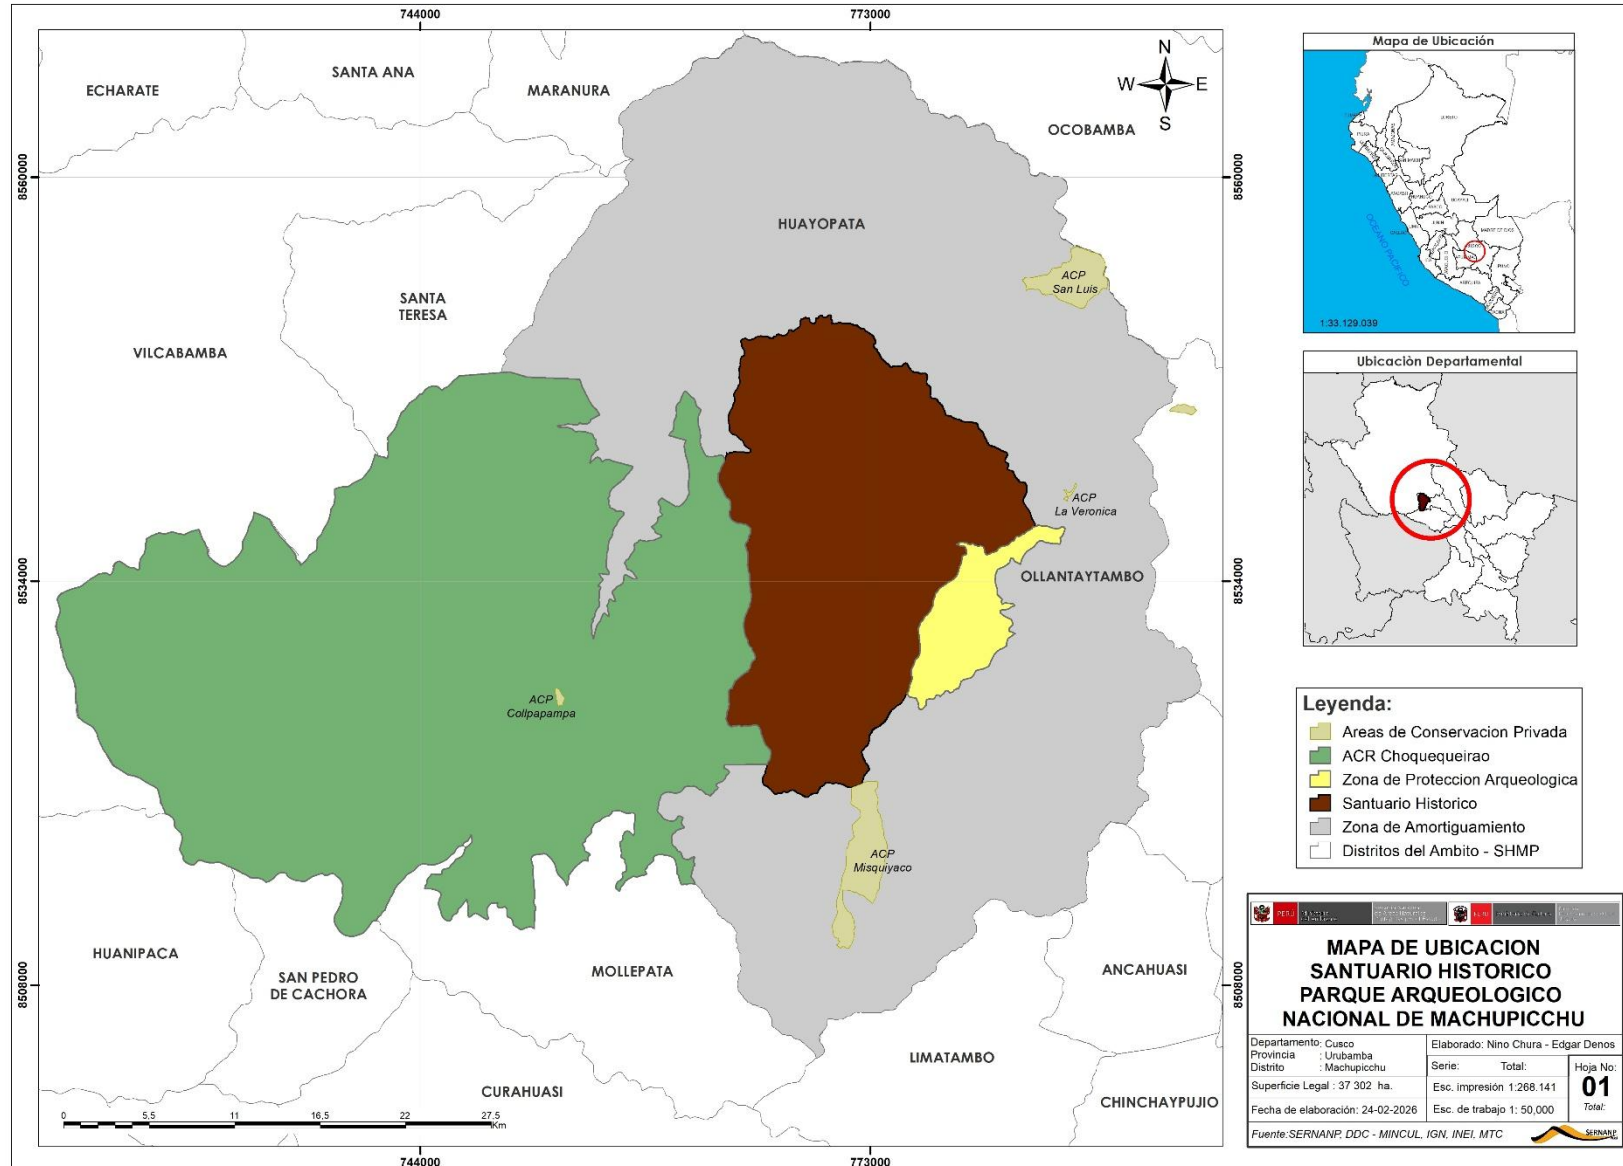 744000
773000
ECHARATE
SANTA ANA
MARANURA
N
W
E
S
OCOBAMBA
8560000
8560000
HUAYOPATA
ACP
San Luis
SANTA
TERESA
VILCABAMBA
ACP
La Veronica
OLLANTAYTAMBO
8534000
8534000
ACP
Collpapampa
ACP
Misquiyaco
HUANIPACA
SAN PEDRO
DE CACHORA
MOLLEPATA
ANCAHUASI
8508000
8508000
LIMATAMBO
CURAHUASI
CHINCHAYPUJIO
0
5,5
11
16,5
22
27,5
Km
744000
773000
Mapa de Ubicación
OCEANO PACIFICO
1:33.129.039
Ubicaciòn Departamental
Leyenda:
Areas de Conservacion Privada
ACR Choquequeirao
Zona de Proteccion Arqueologica
Santuario Historico
Zona de Amortiguamiento
Distritos del Ambito - SHMP
PERU
MAPA DE UBICACION
SANTUARIO HISTORICO
PARQUE ARQUEOLOGICO
NACIONAL DE MACHUPICCHU
Departamento : Cusco
Provincia : Urubamba
Distrito : Machupicchu
Elaborado: Nino Chura - Edgar Denos
Serie: Total:
Hoja No:
01
Total:
Superficie Legal : 37 302 ha.
Esc. impresión 1:268.141
Fecha de elaboración: 24-02-2026
Esc. de trabajo 1: 50,000
Fuente:SERNANP, DDC - MINCUL, IGN, INEI, MTC
SERNANP